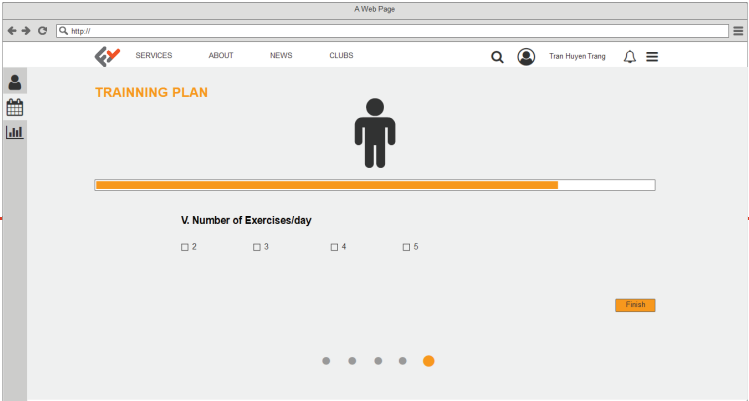 A Web Page
http://
SERVICES ABOUT NEWS CLUBS Tran Huyen Trang
TRAINNING PLAN
V. Number of Exercises/day
2 3 4 5
Finish